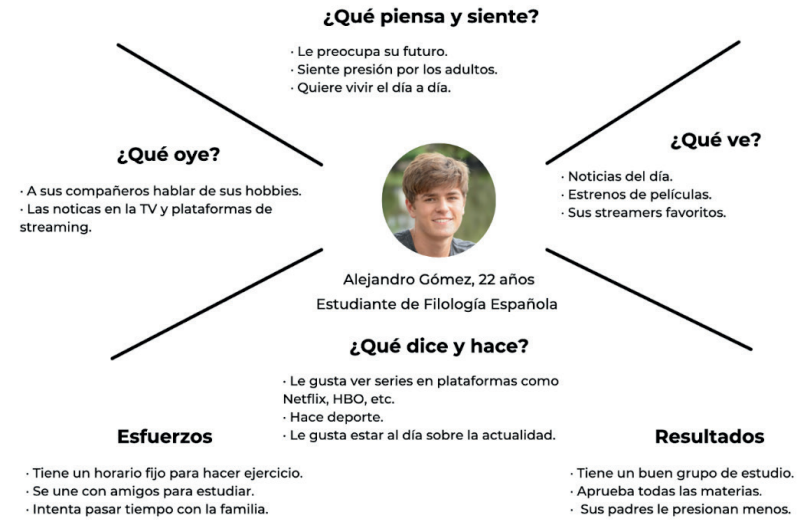 ¿Qué piensa y siente?
· Le preocupa su futuro.
· Siente presión por los adultos.
· Quiere vivir el día a día.
¿Qué oye?
· A sus compañeros hablar de sus hobbies.
· Las noticas en la TV y plataformas de
streaming.
¿Qué ve?
· Noticias del día.
· Estrenos de películas.
· Sus streamers favoritos.
Alejandro Gómez, 22 años
Estudiante de Filología Española
¿Qué dice y hace?
· Le gusta ver series en plataformas como
Netflix, HBO, etc.
· Hace deporte.
· Le gusta estar al día sobre la actualidad.
Esfuerzos
· Tiene un horario fijo para hacer ejercicio.
· Se une con amigos para estudiar.
· Intenta pasar tiempo con la familia.
Resultados
· Tiene un buen grupo de estudio.
· Aprueba todas las materias.
· Sus padres le presionan menos.